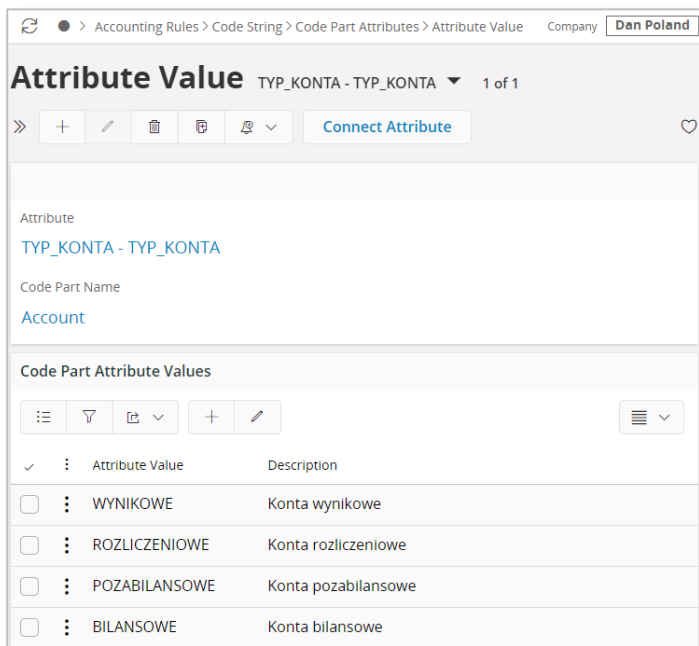 > Accounting Rules > Code String > Code Part Attributes > Attribute Value Company Dan Poland
Attribute Value TYP_KONTA - TYP_KONTA 1 of 1
Connect Attribute
Attribute
TYP_KONTA - TYP_KONTA
Code Part Name
Account
Code Part Attribute Values
Attribute Value Description
WYNIKOWE Konta wynikowe
ROZLICZENIOWE Konta rozliczeniowe
POZABILANSOWE Konta pozabilansowe
BILANSOWE Konta bilansowe